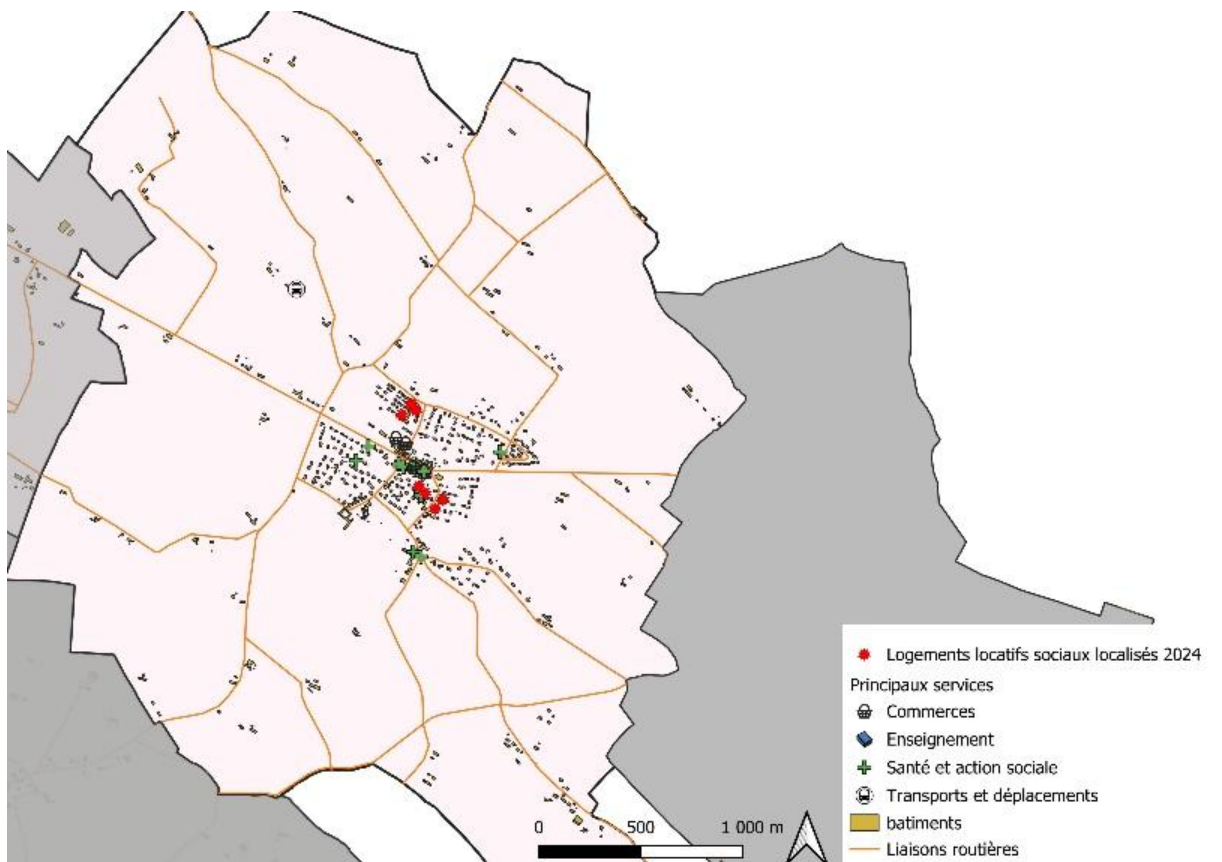 Logements locatifs sociaux localisés 2024
Principaux services
Commerces
Enseignement
Santé et action sociale
Transports et déplacements
batiments
Liaisons routières
0 500 1 000 m